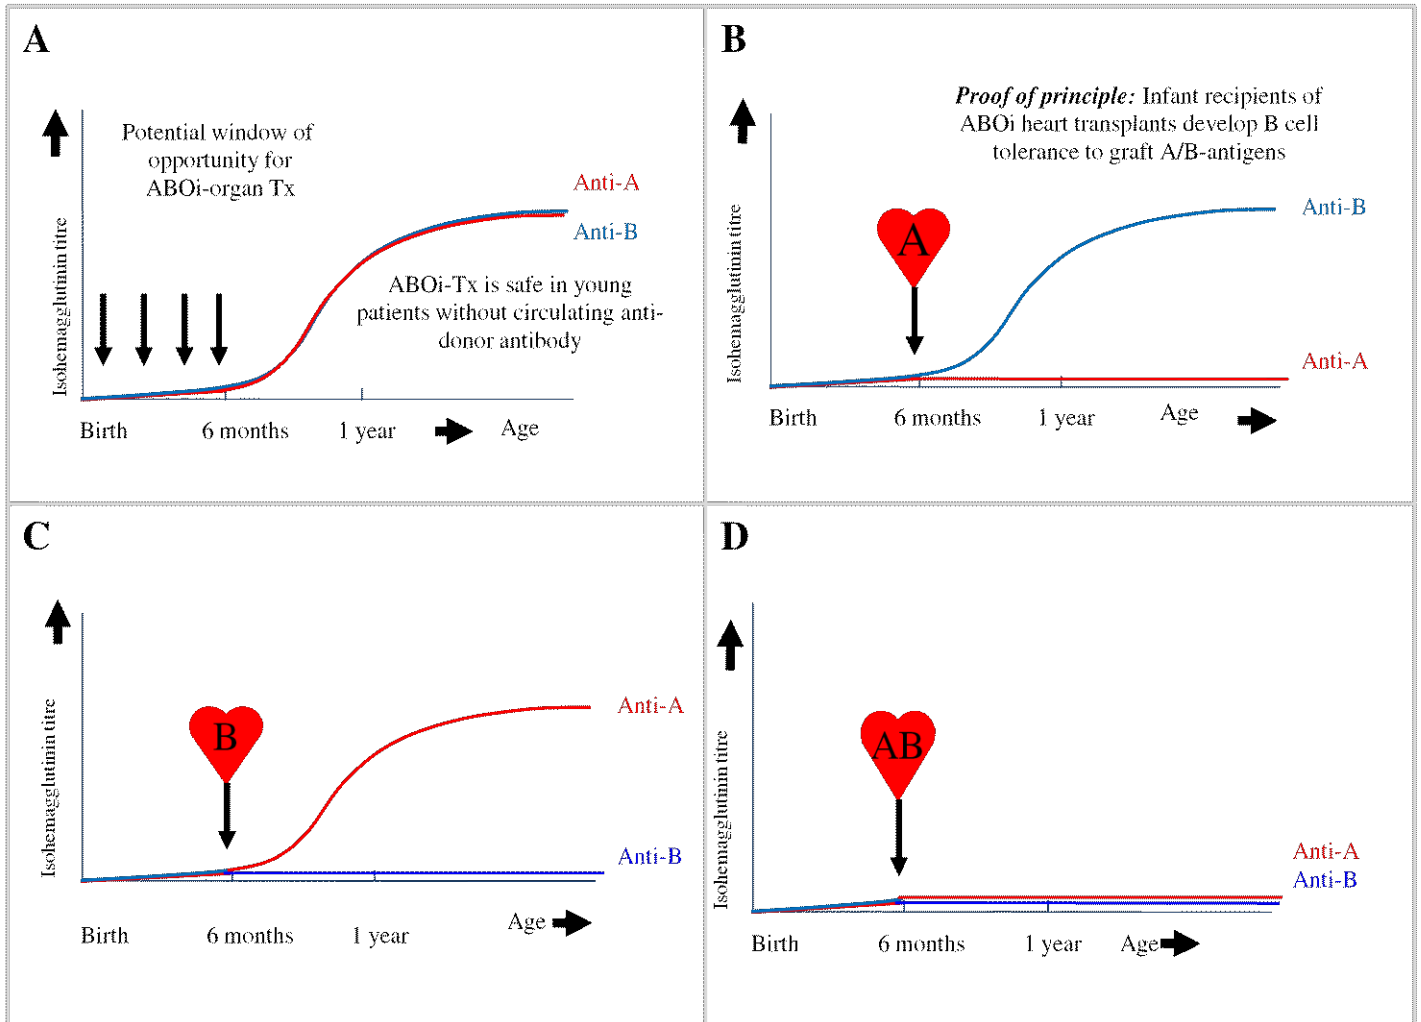 A
Potential window of
opportunity for
ABOi-organ Tx
Anti-A
Anti-B
ABOi-Tx is safe in young
patients without circulating anti-
donor antibody
Isohemagglutinin titre
Birth
6 months
1 year
Age
B
Proof of principle: Infant recipients of
ABOi heart transplants develop B cell
tolerance to graft A/B-antigens
Anti-B
A
Anti-A
Isohemagglutinin titre
Birth
6 months
1 year
Age
C
Anti-A
B
Anti-B
Isohemagglutinin titre
Birth
6 months
1 year
Age
D
AB
Anti-A
Anti-B
Isohemagglutinin titre
Birth
6 months
1 year
Age